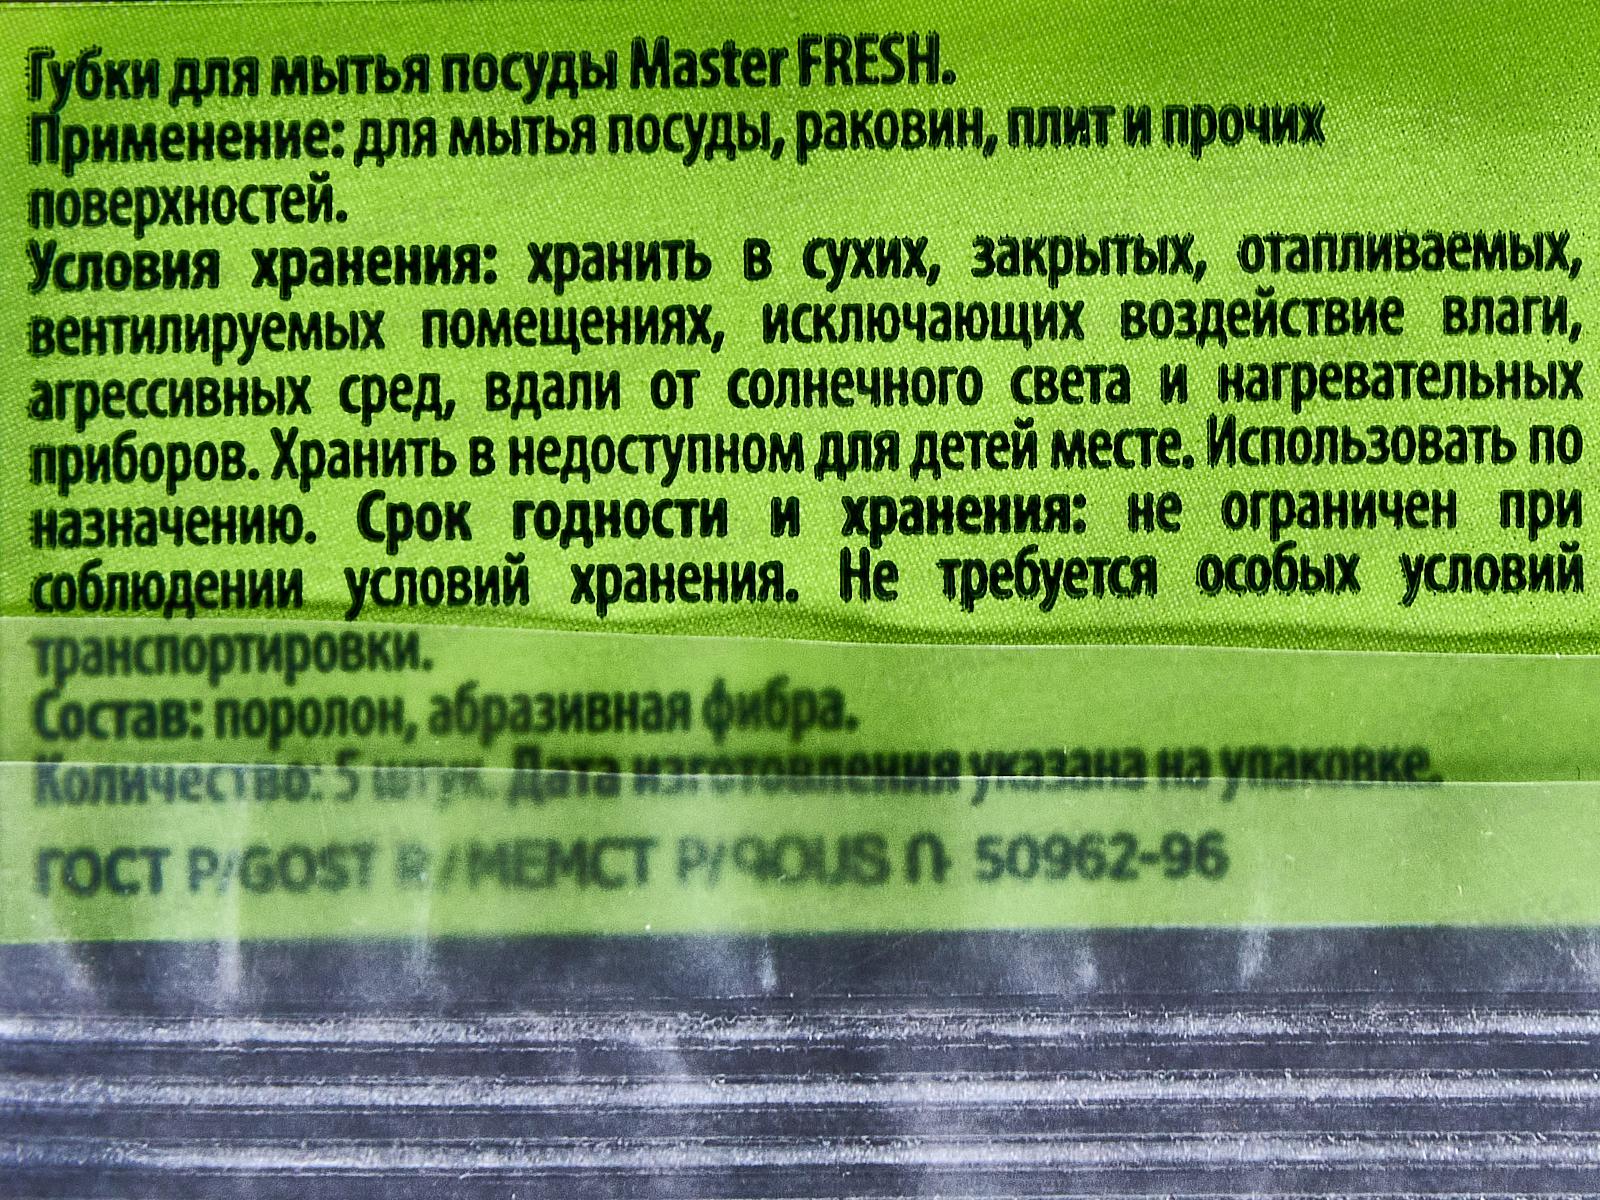 Губки для мытья посуды Master FRESH.
Применение: для мытья посуды, раковин, плит и прочих
поверхностей.
Условия хранения: хранить в сухих, закрытых, отапливаемых,
вентилируемых помещениях, исключающих воздействие влаги,
агрессивных сред, вдали от солнечного света и нагревательных
приборов. Хранить в недоступном для детей месте. Использовать по
назначению. Срок годности и хранения: не ограничен при
соблюдении условий хранения. Не требуется особых условий
транспортировки.
Состав: поролон, абразивная фибра.
Количество: 5 штук. Дата изготовления указана на упаковке.
ГОСТ Р/GOST R/МЕМСТ Р/ԳՕUՏ Ռ 50962-96